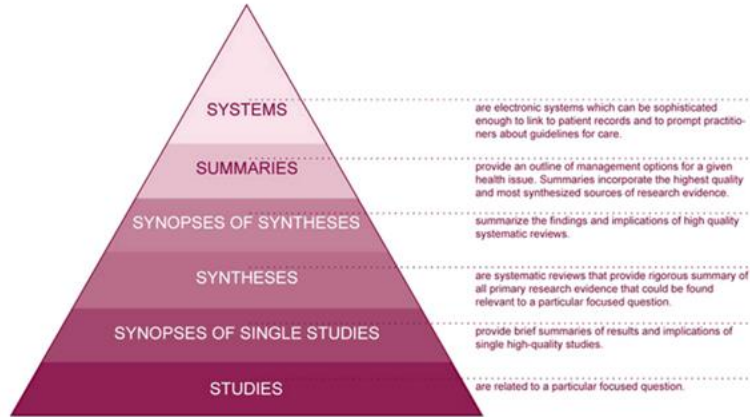 SYSTEMS
are electronic systems which can be sophisticated
enough to link to patient records and to prompt practitio-
ners about guidelines for care.
SUMMARIES
provide an outline of management options for a given
health issue. Summaries incorporate the highest quality
and most synthesized sources of research evidence.
SYNOPSES OF SYNTHESES
summarize the findings and implications of high quality
systematic reviews.
SYNTHESES
are systematic reviews that provide rigorous summary of
all primary research evidence that could be found
relevant to a particular focused question.
SYNOPSES OF SINGLE STUDIES
provide brief summaries of results and implications of
single high-quality studies.
STUDIES
are related to a particular focused question.